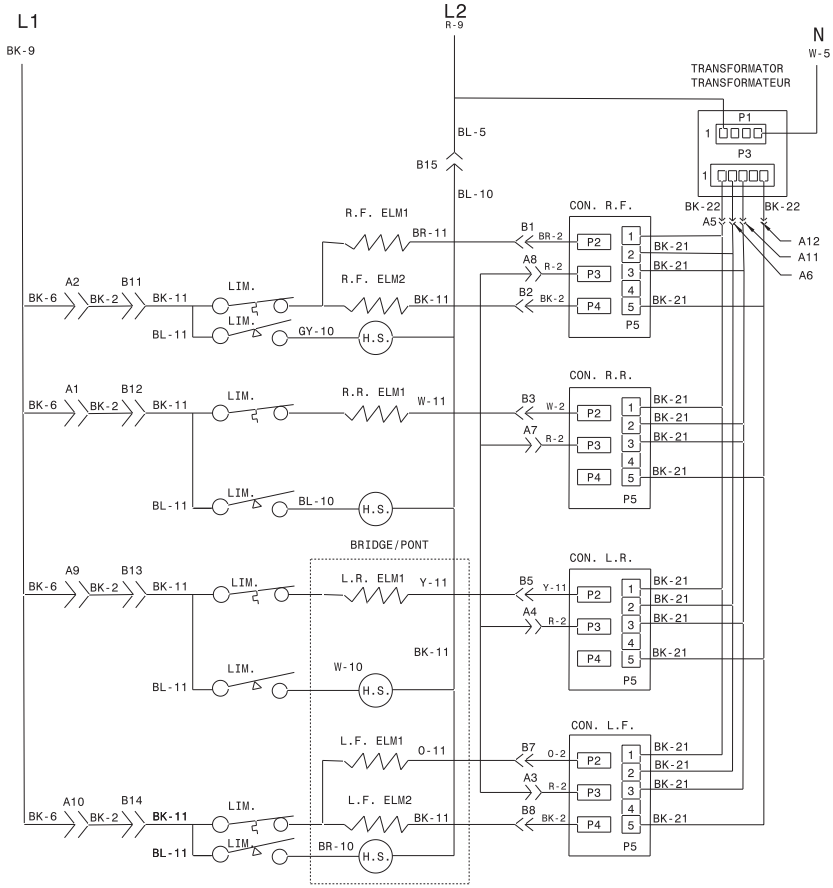 L1
L2
R-9
N
BK-9
W-5
TRANSFORMATOR
TRANSFORMATEUR
P1
1
BL-5
P3
B15
1
BL-10
BK-22
BK-22
CON. R.F.
R.F. ELM1
A5
BR-11
B1
BR-2
P2
1
A12
BK-21
2
A11
A8
R-2
P3
3
BK-21
A6
A2
B11
LIM.
R.F. ELM2
4
BK-6
BK-2
BK-11
BK-11
B2
BK-2
P4
5
BK-21
LIM.
P5
BL-11
GY-10
H.S.
CON. R.R.
A1
B12
LIM.
R.R. ELM1
W-11
B3
BK-21
BK-6
BK-2
BK-11
W-2
P2
1
BK-21
2
A7
R-2
P3
3
BK-21
4
P4
5
BK-21
LIM.
P5
BL-11
BL-10
H.S.
BRIDGE/PONT
CON. L.R.
A9
B13
LIM.
L.R. ELM1
Y-11
B5
BK-21
BK-6
BK-2
BK-11
Y-11
P2
1
BK-21
2
A4
R-2
P3
3
BK-21
4
BK-11
P4
5
BK-21
LIM.
W-10
P5
BL-11
H.S.
CON. L.F.
L.F. ELM1
O-11
B7
O-2
P2
1
BK-21
BK-21
2
A3
R-2
P3
3
BK-21
A10
B14
LIM.
L.F. ELM2
4
BK-6
BK-2
BK-11
BK-11
B8
BK-2
P4
5
BK-21
LIM.
BL-11
BR-10
H.S.
P5